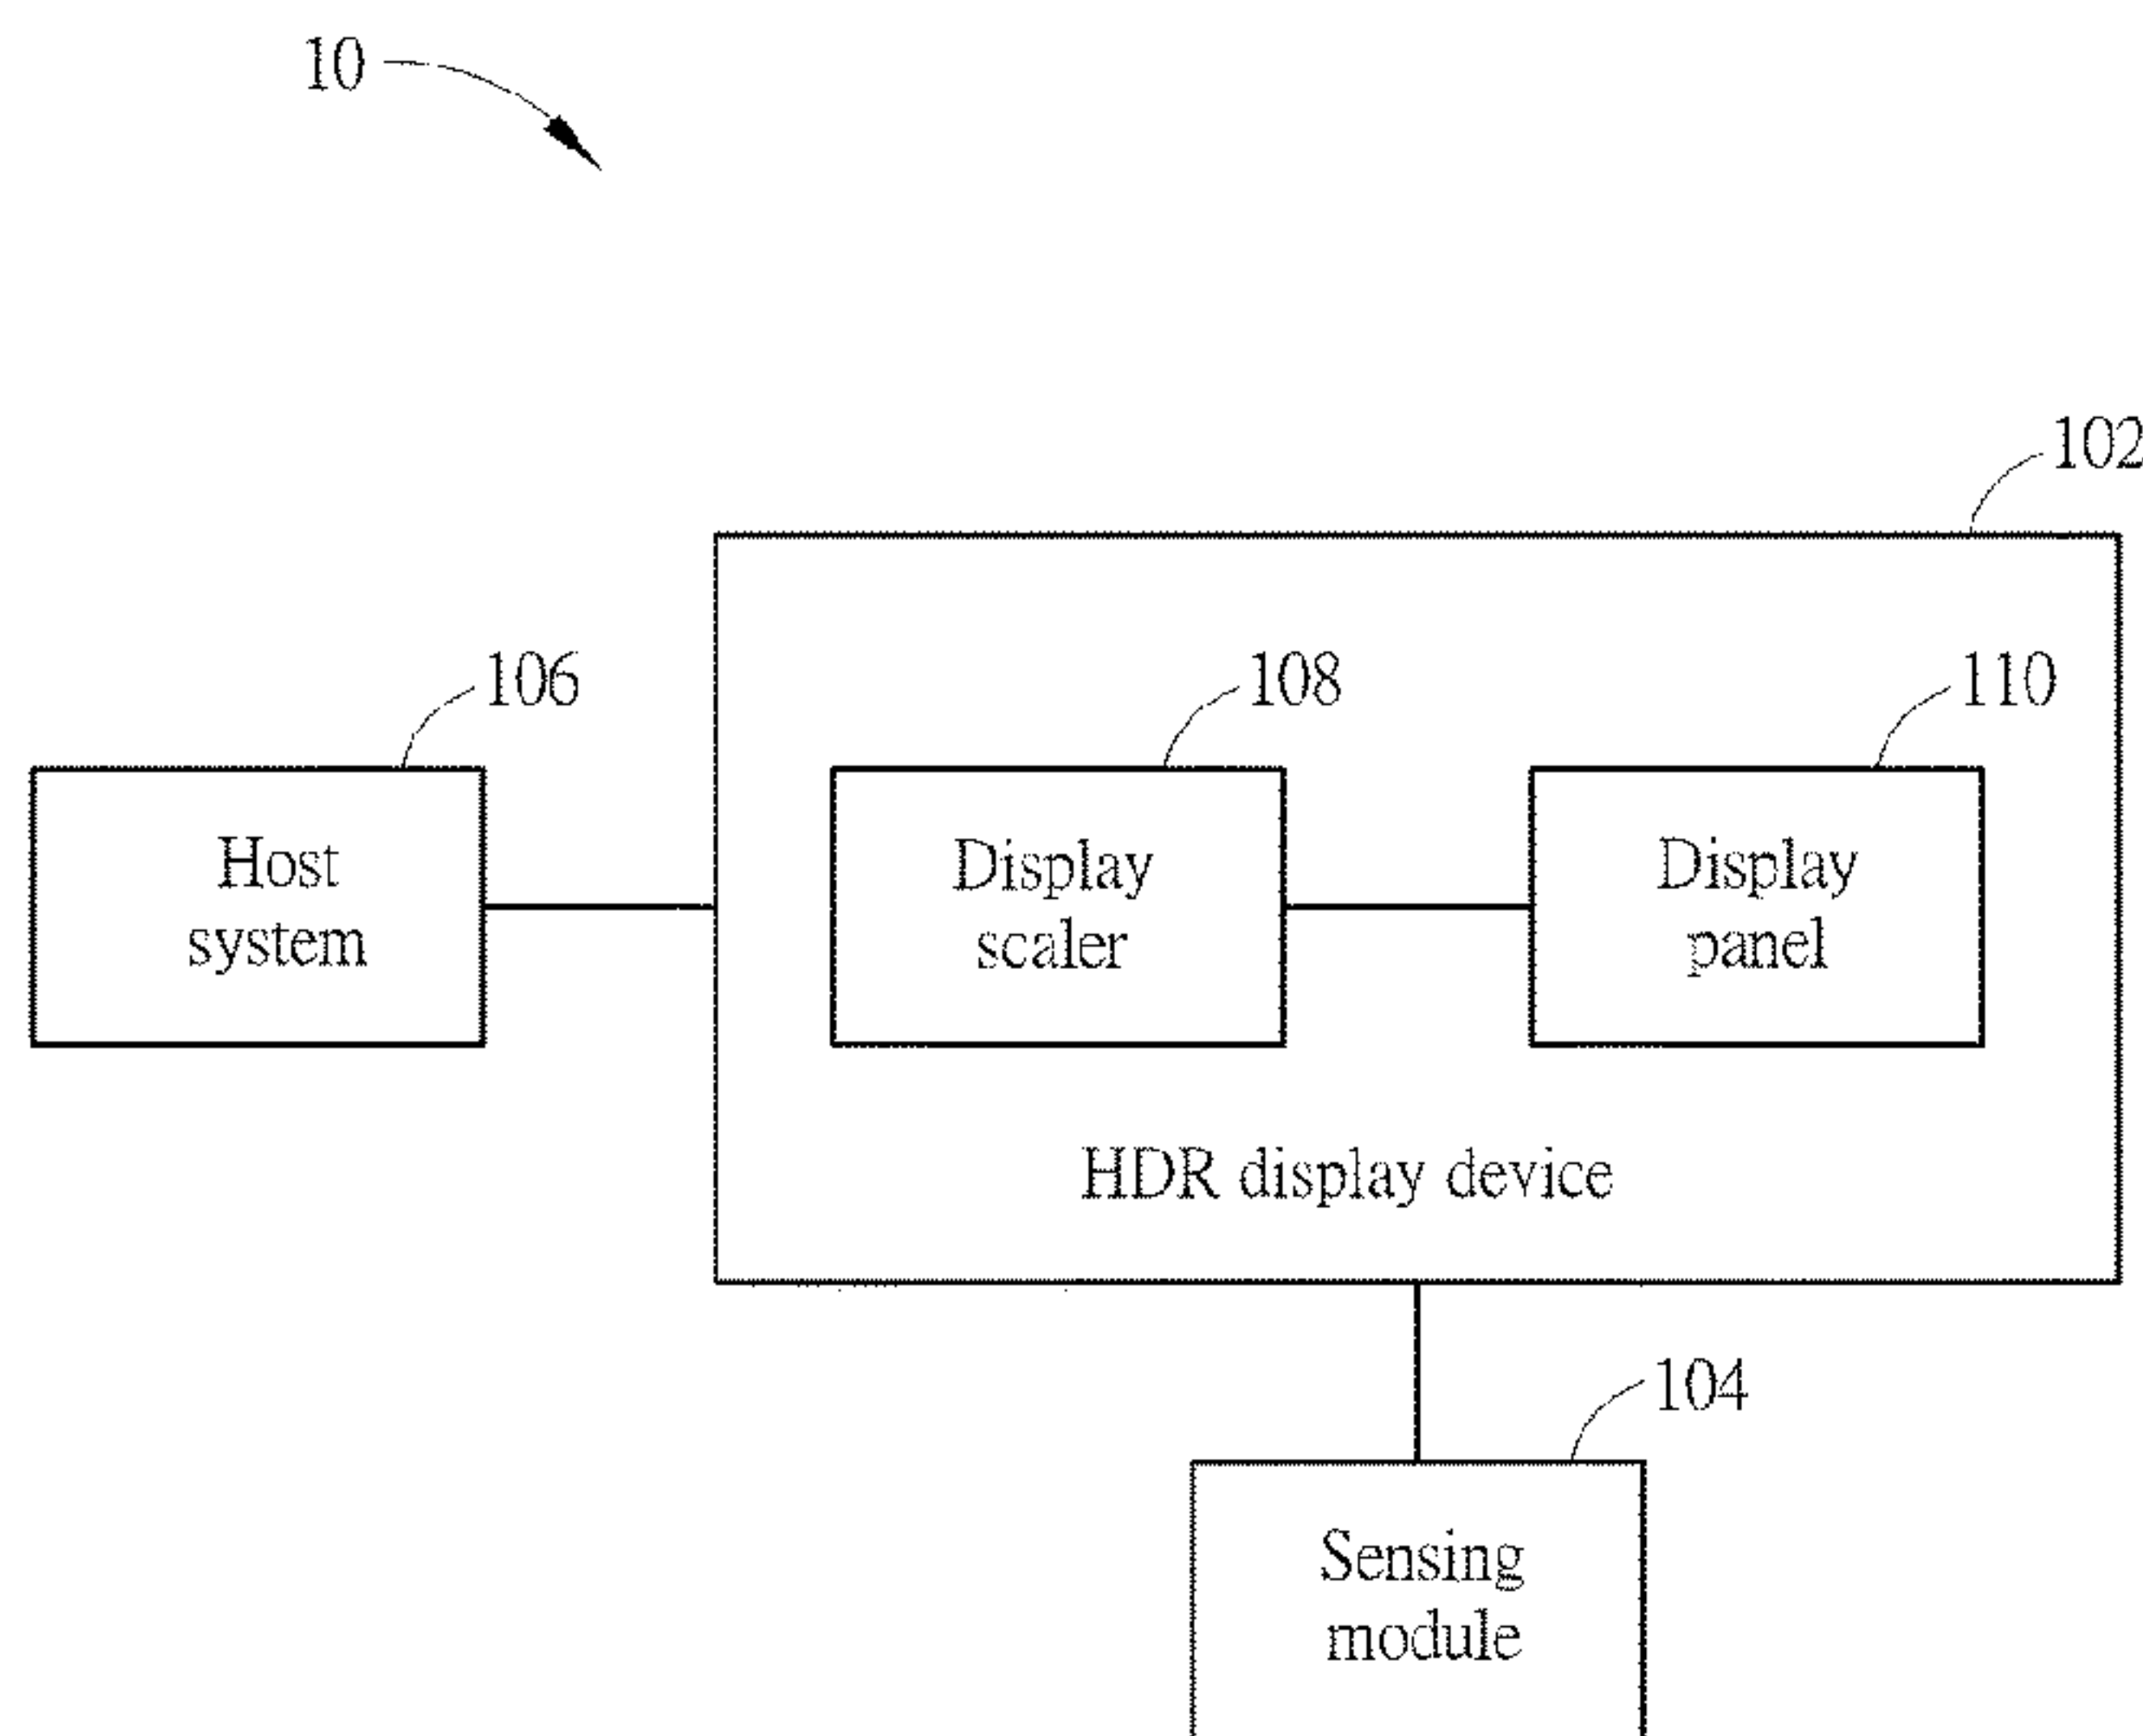 10
102
106
108
110
Host
system
Display
scaler
Display
panel
HDR display device
104
Sensing
module